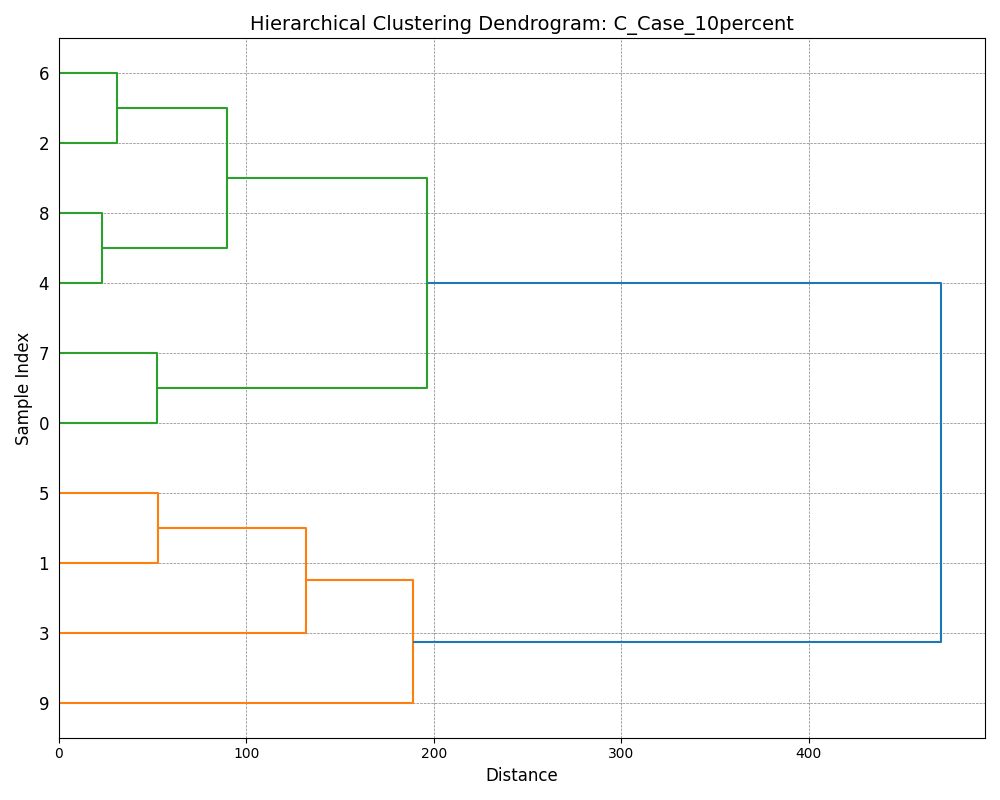 Hierarchical Clustering Dendrogram: C_Case_10percent
6
2
8
4
7
0
5
1
3
9
Sample Index
0 100 200 300 400
Distance